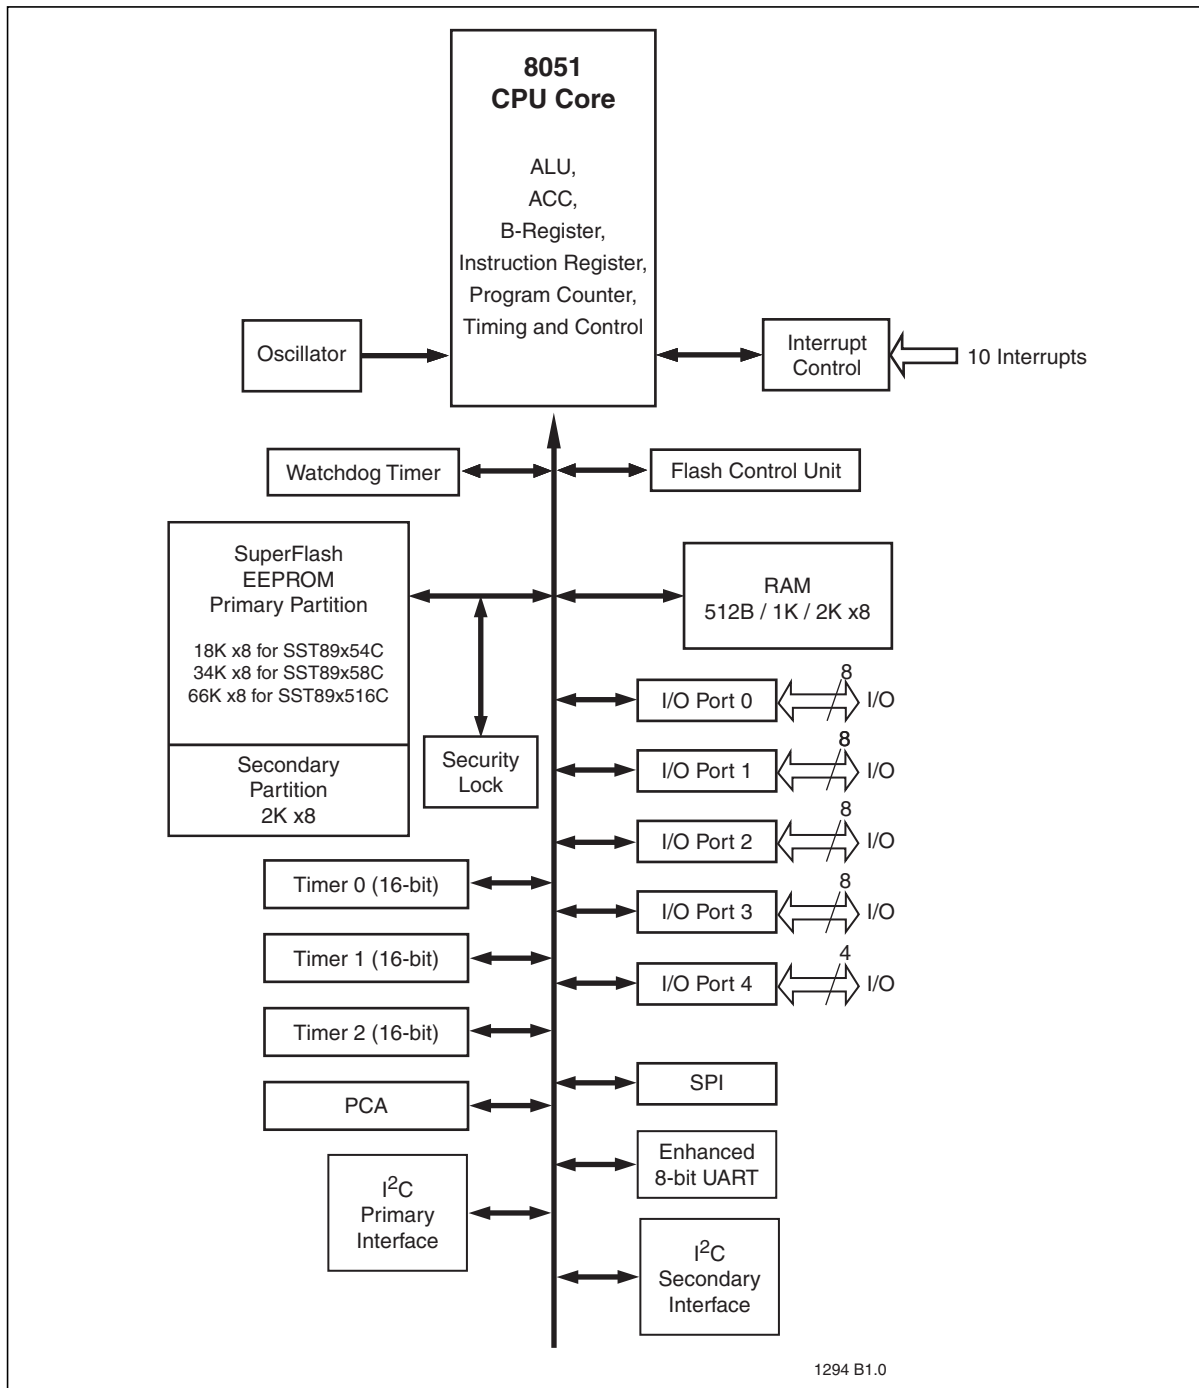 8051
CPU Core
ALU,
ACC,
B-Register,
Instruction Register,
Program Counter,
Timing and Control
Oscillator
Interrupt
Control
10 Interrupts
Watchdog Timer
Flash Control Unit
SuperFlash
EEPROM
Primary Partition
18K x8 for SST89x54C
34K x8 for SST89x58C
66K x8 for SST89x516C
Secondary
Partition
2K x8
Security
Lock
RAM
512B / 1K / 2K x8
8
I/O Port 0
I/O
8
I/O Port 1
I/O
8
I/O Port 2
I/O
8
I/O Port 3
I/O
4
I/O Port 4
I/O
Timer 0 (16-bit)
Timer 1 (16-bit)
Timer 2 (16-bit)
PCA
SPI
Enhanced
8-bit UART
I²C
Primary
Interface
I²C
Secondary
Interface
1294 B1.0